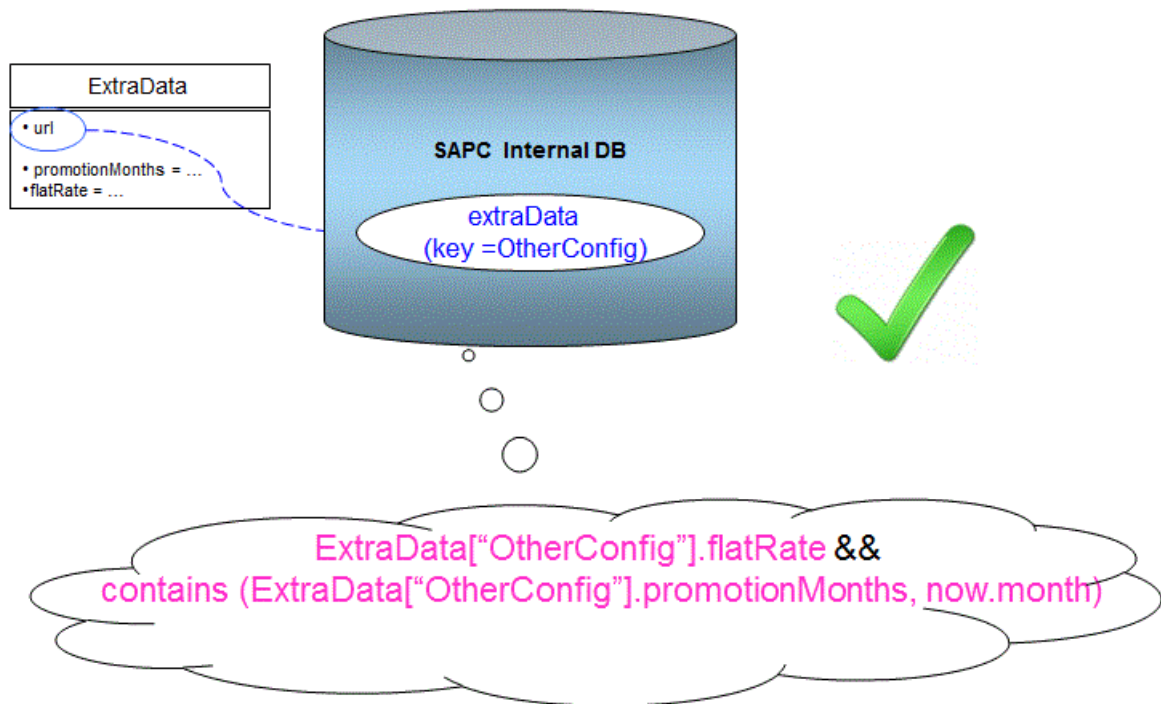 ExtraData
• url
• promotionMonths = ...
•flatRate = ...
SAPC Internal DB
extraData
(key =OtherConfig)
ExtraData[“OtherConfig”].flatRate &&
contains (ExtraData[“OtherConfig”].promotionMonths, now.month)